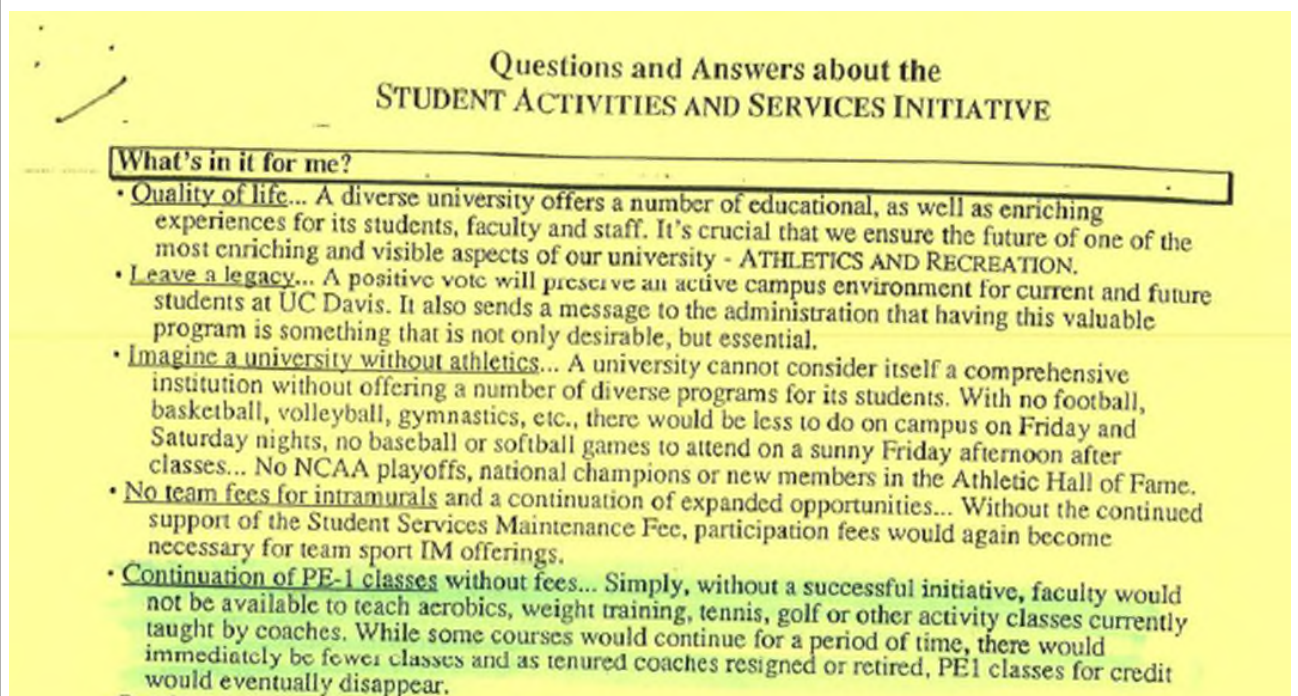 Questions and Answers about the
STUDENT ACTIVITIES AND SERVICES INITIATIVE
What's in it for me?
• Quality of life... A diverse university offers a number of educational, as well as enriching
experiences for its students, faculty and staff. It's crucial that we ensure the future of one of the
most enriching and visible aspects of our university - ATHLETICS AND RECREATION.
• Leave a legacy... A positive vote will preserve an active campus environment for current and future
students at UC Davis. It also sends a message to the administration that having this valuable
program is something that is not only desirable, but essential.
• Imagine a university without athletics... A university cannot consider itself a comprehensive
institution without offering a number of diverse programs for its students. With no football,
basketball, volleyball, gymnastics, etc., there would be less to do on campus on Friday and
Saturday nights, no baseball or softball games to attend on a sunny Friday afternoon after
classes... No NCAA playoffs, national champions or new members in the Athletic Hall of Fame.
• No team fees for intramurals and a continuation of expanded opportunities... Without the continued
support of the Student Services Maintenance Fee, participation fees would again become
necessary for team sport IM offerings.
• Continuation of PE-1 classes without fees... Simply, without a successful initiative, faculty would
not be available to teach aerobics, weight training, tennis, golf or other activity classes currently
taught by coaches. While some courses would continue for a period of time, there would
immediately be fewer classes and as tenured coaches resigned or retired, PE1 classes for credit
would eventually disappear.